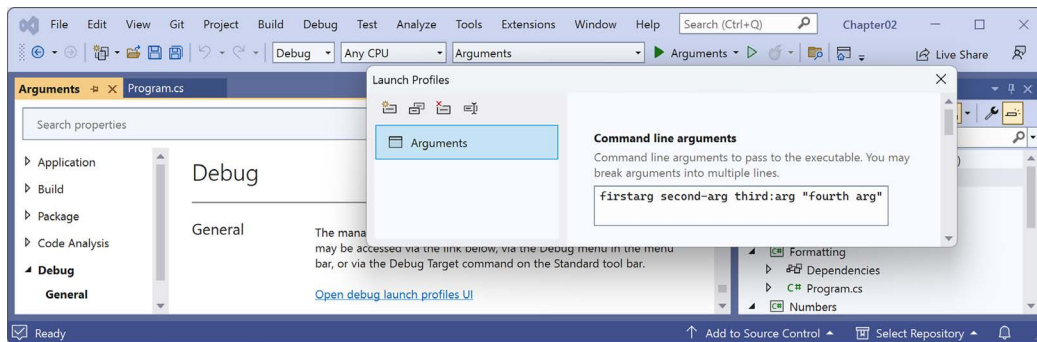 File Edit View Git Project Build Debug Test Analyze Tools Extensions Window Help Search (Ctrl+Q) Chapter02
Debug Any CPU Arguments Arguments Live Share
Arguments Program.cs
Search properties
Application
Build
Package
Code Analysis
Debug
General
Debug
General
The mana
may be accessed via the link below, via the Debug menu in the menu
bar, or via the Debug Target command on the Standard tool bar.
Open debug launch profiles UI
Launch Profiles
Arguments
Command line arguments
Command line arguments to pass to the executable. You may
break arguments into multiple lines.
firstarg second-arg third:arg "fourth arg"
)
C# Formatting
Dependencies
C# Program.cs
C# Numbers
Ready Add to Source Control Select Repository